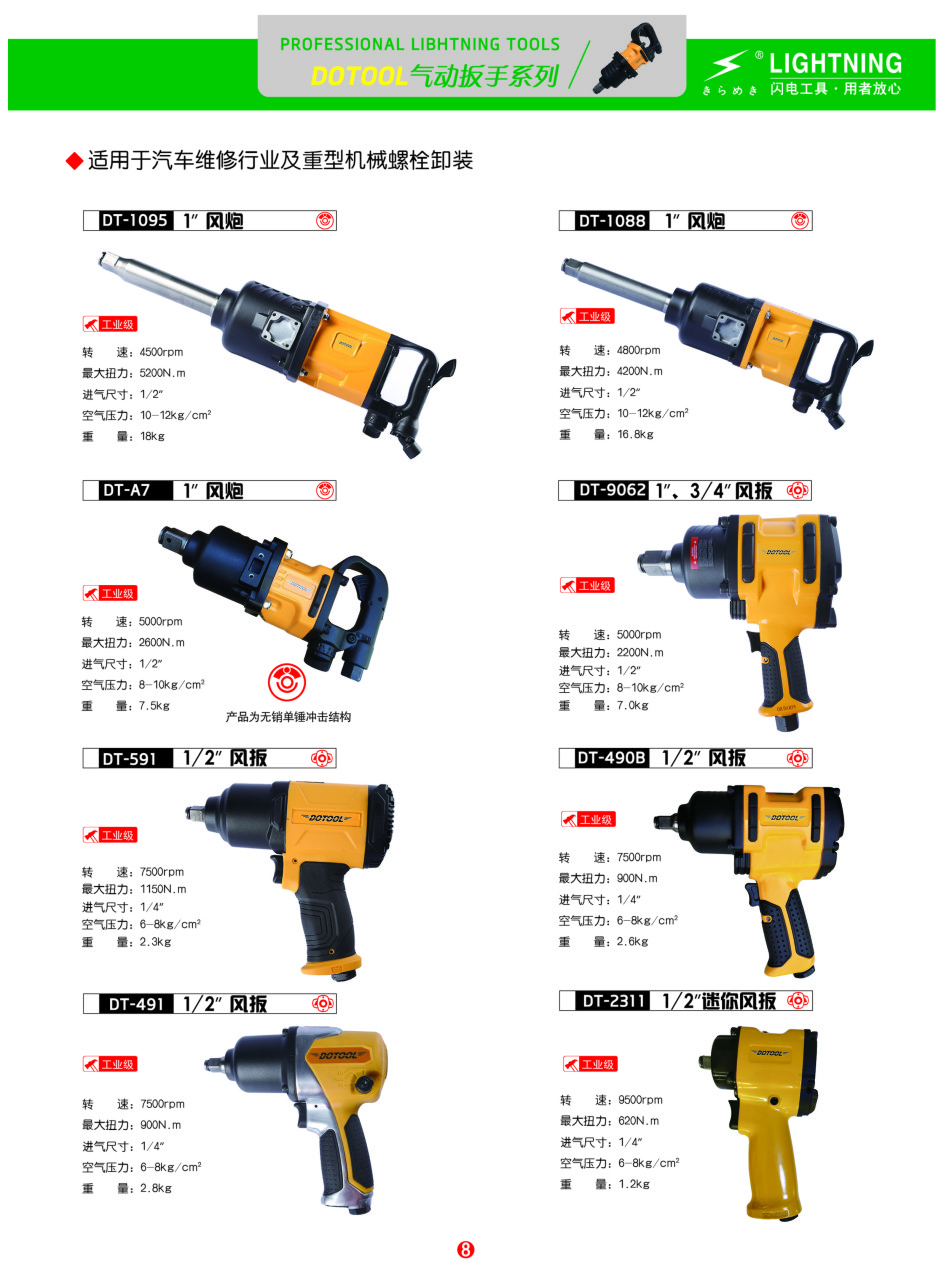 PROFESSIONAL LIBHTNING TOOLS
DOTOOL气动扳手系列
® LIGHTNING
きらめき 闪电工具·用者放心
适用于汽车维修行业及重型机械螺栓卸装
DT-1095 1″ 风炮
工业级
转 速：4500rpm
最大扭力：5200N.m
进气尺寸：1/2″
空气压力：10-12kg/cm²
重 量：18kg
DT-1088 1″ 风炮
工业级
转 速：4800rpm
最大扭力：4200N.m
进气尺寸：1/2″
空气压力：10-12kg/cm²
重 量：16.8kg
DT-A7 1″ 风炮
DOTOOL
工业级
转 速：5000rpm
最大扭力：2600N.m
进气尺寸：1/2″
空气压力：8-10kg/cm²
重 量：7.5kg
产品为无销单锤冲击结构
DT-9062 1″、3/4″风扳
DOTOOL
工业级
转 速：5000rpm
最大扭力：2200N.m
进气尺寸：1/2″
空气压力：8-10kg/cm²
重 量：7.0kg
DT-591 1/2″ 风扳
DOTOOL
工业级
转 速：7500rpm
最大扭力：1150N.m
进气尺寸：1/4″
空气压力：6-8kg/cm²
重 量：2.3kg
DT-490B 1/2″ 风扳
DOTOOL
工业级
转 速：7500rpm
最大扭力：900N.m
进气尺寸：1/4″
空气压力：6-8kg/cm²
重 量：2.6kg
DT-491 1/2″ 风扳
DOTOOL
工业级
转 速：7500rpm
最大扭力：900N.m
进气尺寸：1/4″
空气压力：6-8kg/cm²
重 量：2.8kg
DT-2311 1/2″迷你风扳
DOTOOL
工业级
转 速：9500rpm
最大扭力：620N.m
进气尺寸：1/4″
空气压力：6-8kg/cm²
重 量：1.2kg
8